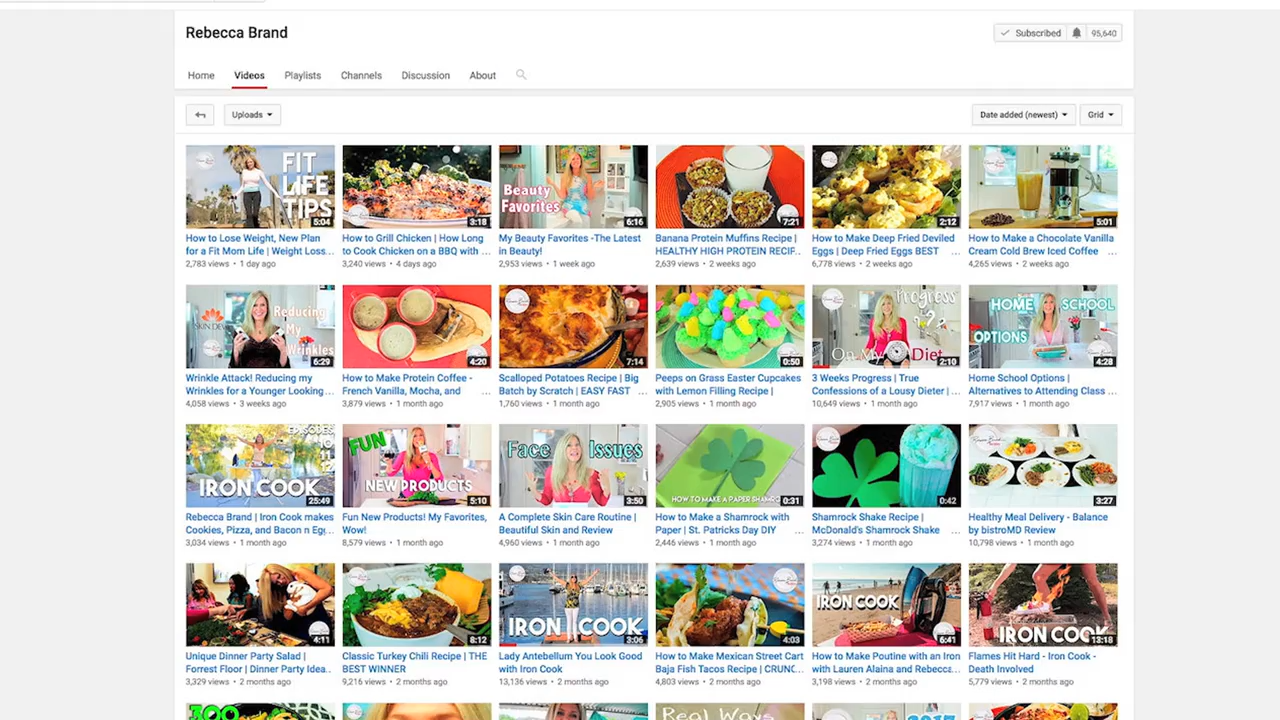 Rebecca Brand
Subscribed 95,640
Home Videos Playlists Channels Discussion About
Uploads Date added (newest) Grid
FIT LIFE TIPS
5:04
3:18
Beauty Favorites
6:16
7:21
2:12
5:01
How to Lose Weight, New Plan for a Fit Mom Life | Weight Loss...
2,783 views • 1 day ago
How to Grill Chicken | How Long to Cook Chicken on a BBQ with ...
3,240 views • 4 days ago
My Beauty Favorites -The Latest in Beauty!
2,953 views • 1 week ago
Banana Protein Muffins Recipe | HEALTHY HIGH PROTEIN RECIP...
2,639 views • 2 weeks ago
How to Make Deep Fried Deviled Eggs | Deep Fried Eggs BEST ...
6,778 views • 2 weeks ago
How to Make a Chocolate Vanilla Cream Cold Brew Iced Coffee ...
4,265 views • 2 weeks ago
Reducing My Wrinkles
6:29
4:20
7:14
0:50
Progress On My Diet
2:10
HOME SCHOOL OPTIONS
4:28
Wrinkle Attack! Reducing my Wrinkles for a Younger Looking...
4,058 views • 3 weeks ago
How to Make Protein Coffee - French Vanilla, Mocha, and ...
3,879 views • 1 month ago
Scalloped Potatoes Recipe | Big Batch by Scratch | EASY FAST ...
1,760 views • 1 month ago
Peeps on Grass Easter Cupcakes with Lemon Filling Recipe |
2,905 views • 1 month ago
3 Weeks Progress | True Confessions of a Lousy Dieter | ...
10,649 views • 1 month ago
Home School Options | Alternatives to Attending Class ...
7,917 views • 1 month ago
EPISODES 10 11 12
IRON COOK
25:49
FUN NEW PRODUCTS
5:10
Face Issues
3:50
HOW TO MAKE A PAPER SHAMRO
0:31
0:42
3:27
Rebecca Brand | Iron Cook makes Cookies, Pizza, and Bacon n Eg...
3,034 views • 1 month ago
Fun New Products! My Favorites, Wow!
8,579 views • 1 month ago
A Complete Skin Care Routine | Beautiful Skin and Review
4,960 views • 1 month ago
How to Make a Shamrock with Paper | St. Patricks Day DIY ...
2,446 views • 1 month ago
Shamrock Shake Recipe | McDonald's Shamrock Shake ...
3,274 views • 1 month ago
Healthy Meal Delivery - Balance by bistroMD Review
10,798 views • 1 month ago
4:11
8:12
IRON COOK
3:06
4:03
IRON COOK
6:41
IRON COOK
13:18
Unique Dinner Party Salad | Forrest Floor | Dinner Party Idea...
3,329 views • 2 months ago
Classic Turkey Chili Recipe | THE BEST WINNER
9,216 views • 2 months ago
Lady Antebellum You Look Good with Iron Cook
13,136 views • 2 months ago
How to Make Mexican Street Cart Baja Fish Tacos Recipe | CRUNC...
4,803 views • 2 months ago
How to Make Poutine with an Iron with Lauren Alaina and Rebecca...
3,198 views • 2 months ago
Flames Hit Hard - Iron Cook - Death Involved
5,779 views • 2 months ago
300
Real Ways
2017